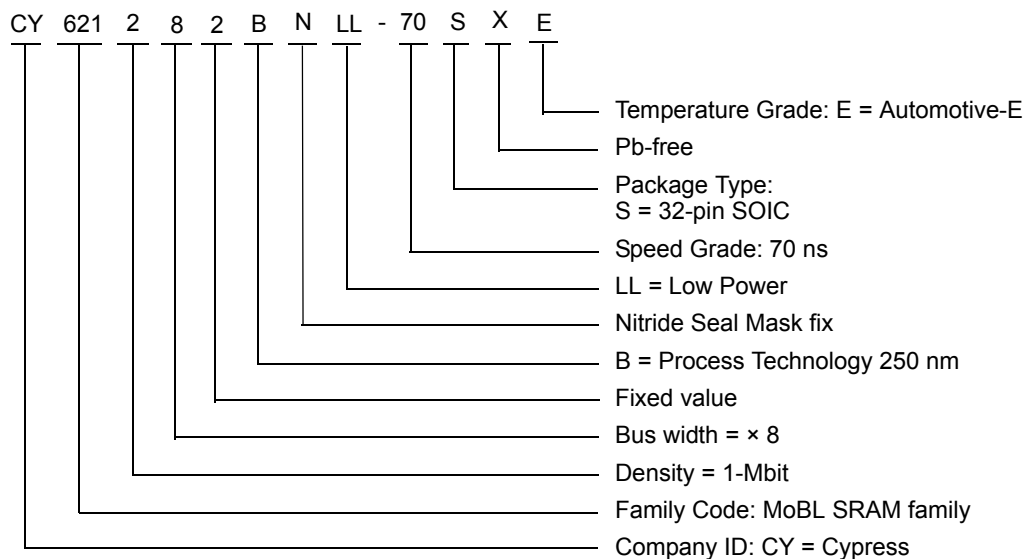 CY 621 2 8 2 B N LL - 70 S X E
Temperature Grade: E = Automotive-E
Pb-free
Package Type:
S = 32-pin SOIC
Speed Grade: 70 ns
LL = Low Power
Nitride Seal Mask fix
B = Process Technology 250 nm
Fixed value
Bus width = × 8
Density = 1-Mbit
Family Code: MoBL SRAM family
Company ID: CY = Cypress